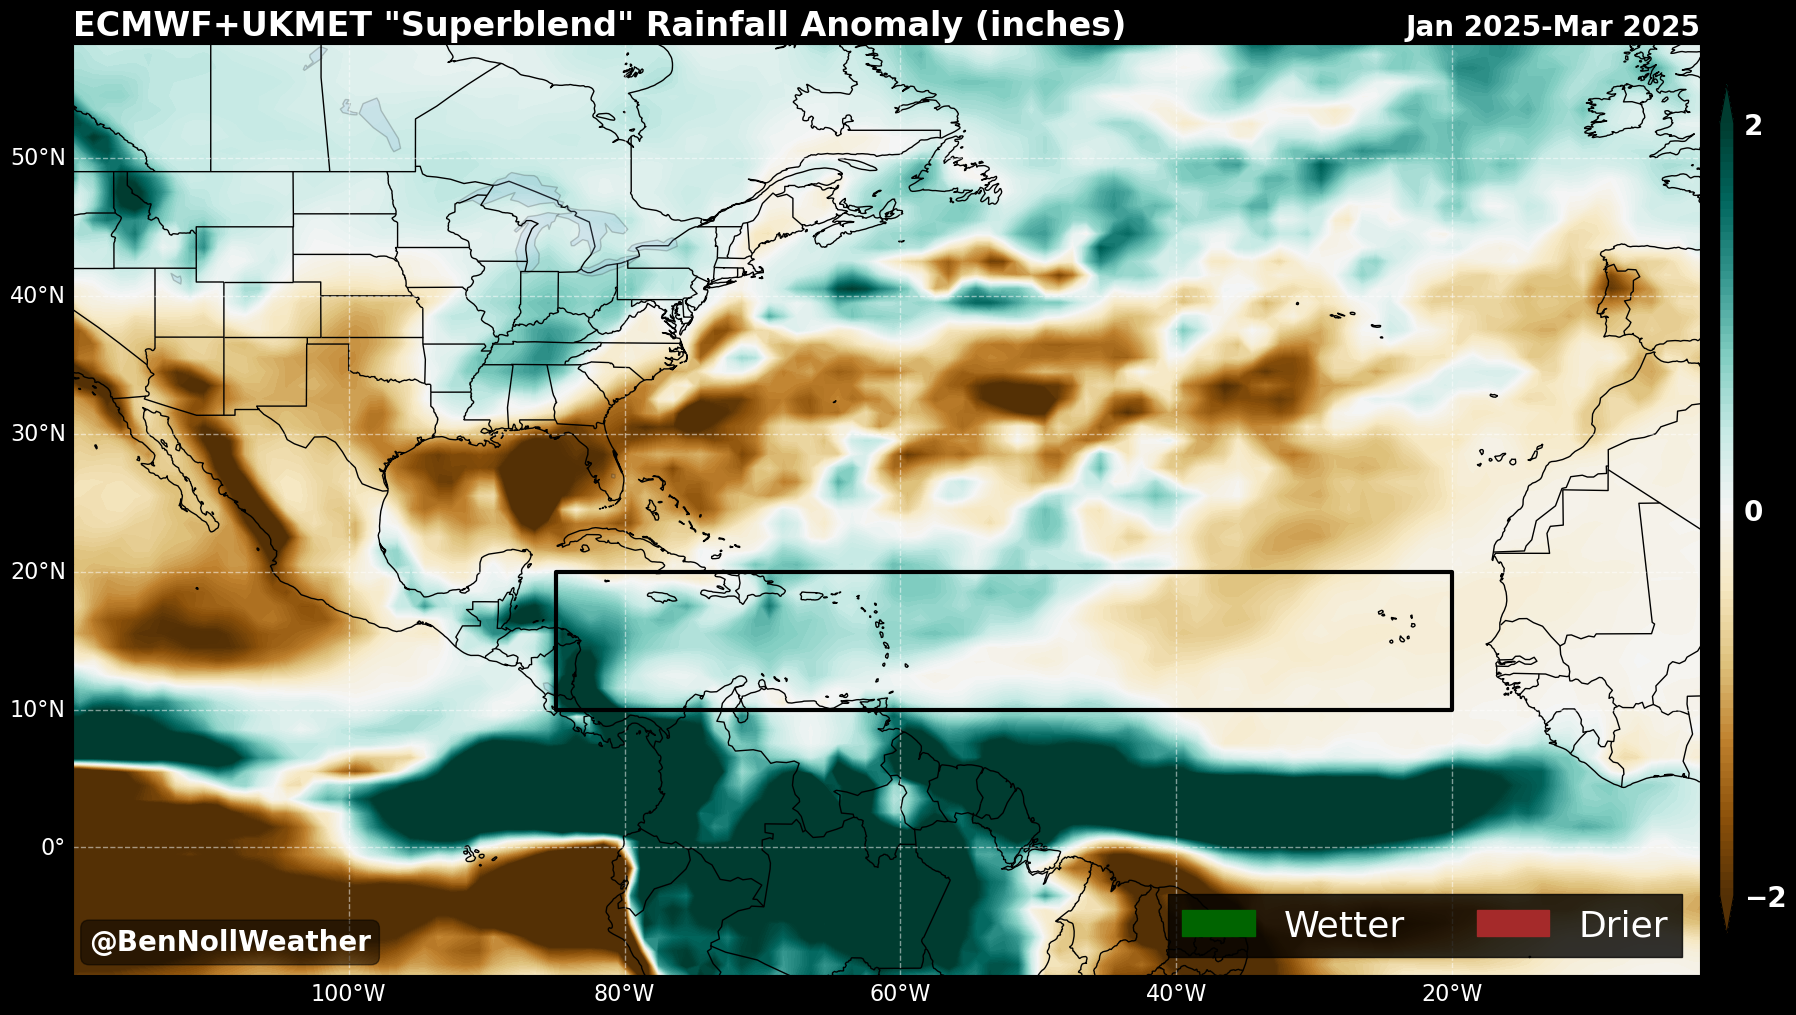 ECMWF+UKMET "Superblend" Rainfall Anomaly (inches)
Jan 2025-Mar 2025
50°N
40°N
30°N
20°N
10°N
0°
100°W
80°W
60°W
40°W
20°W
2
0
−2
@BenNollWeather
Wetter
Drier